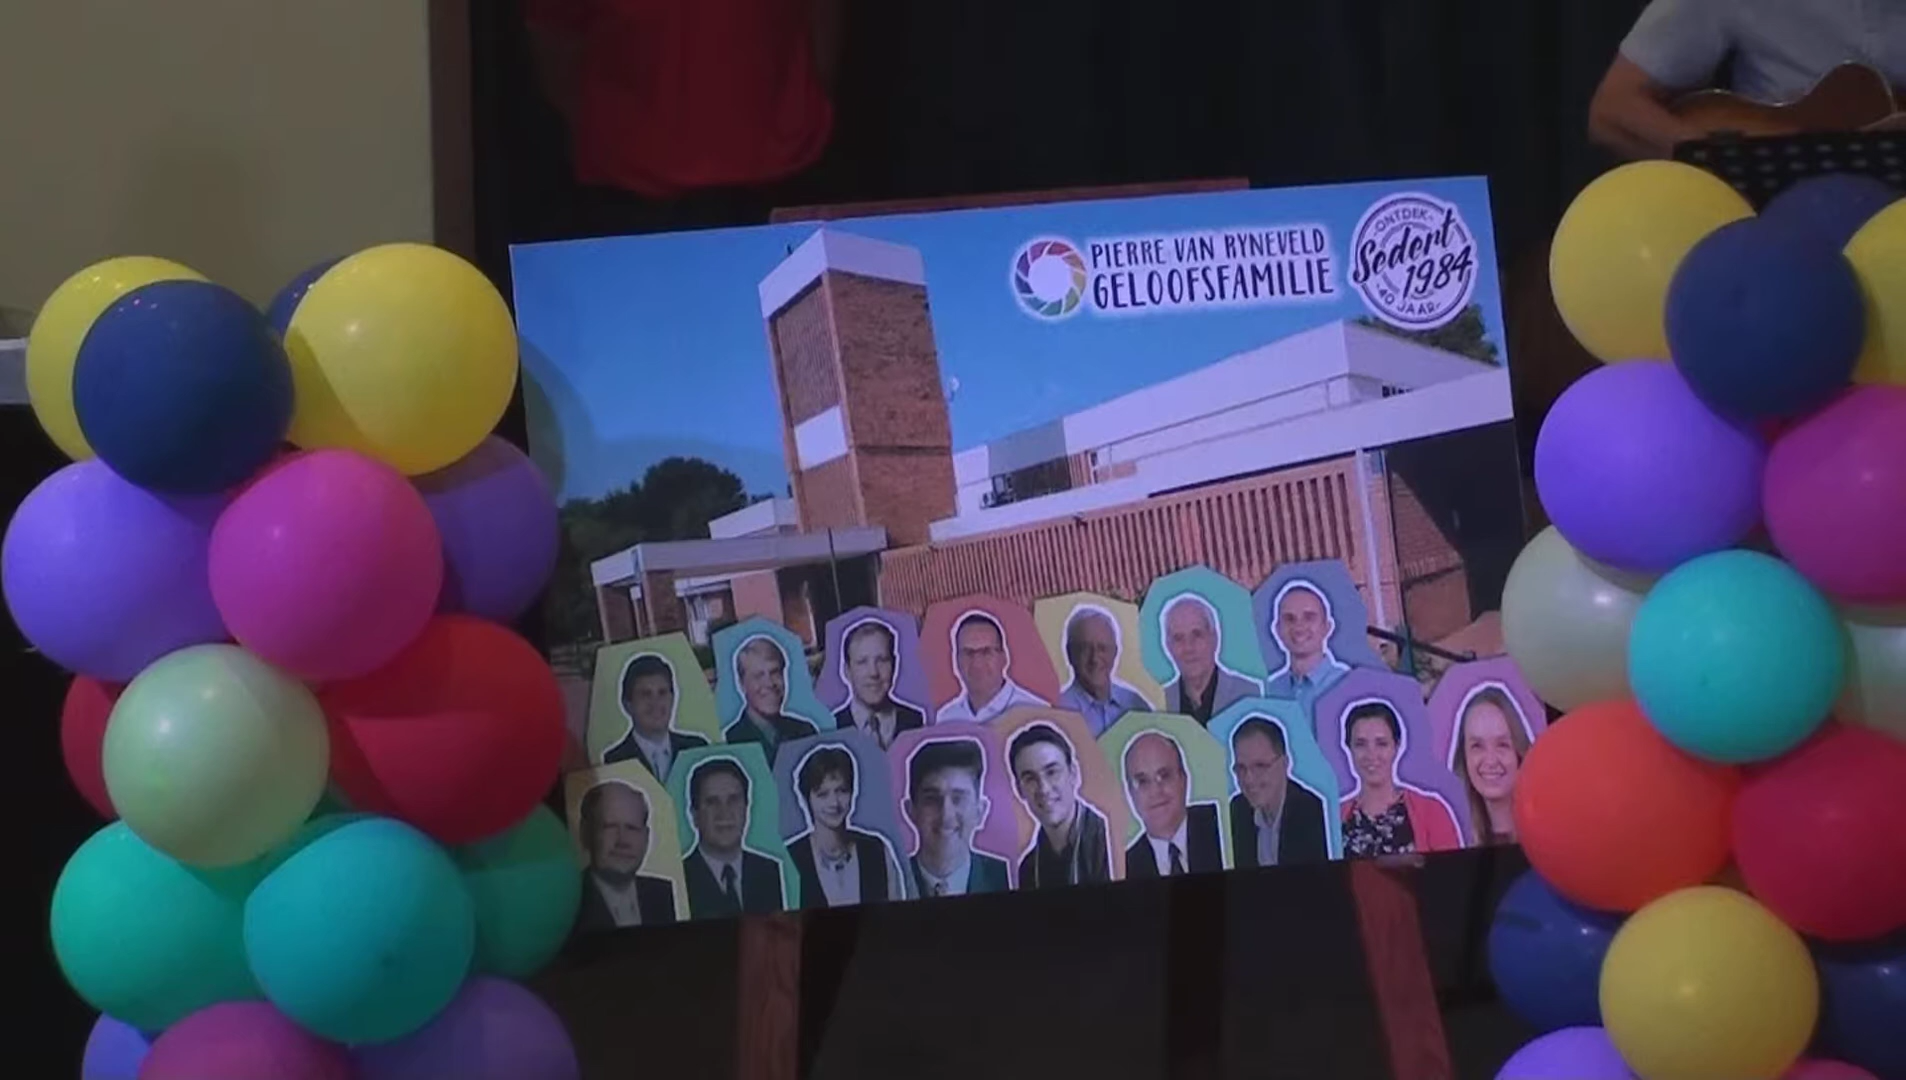 PIERRE VAN RYNEVELD
GELOOFSFAMILIE
ONTDEK
Sedert
1984
40 JAAR